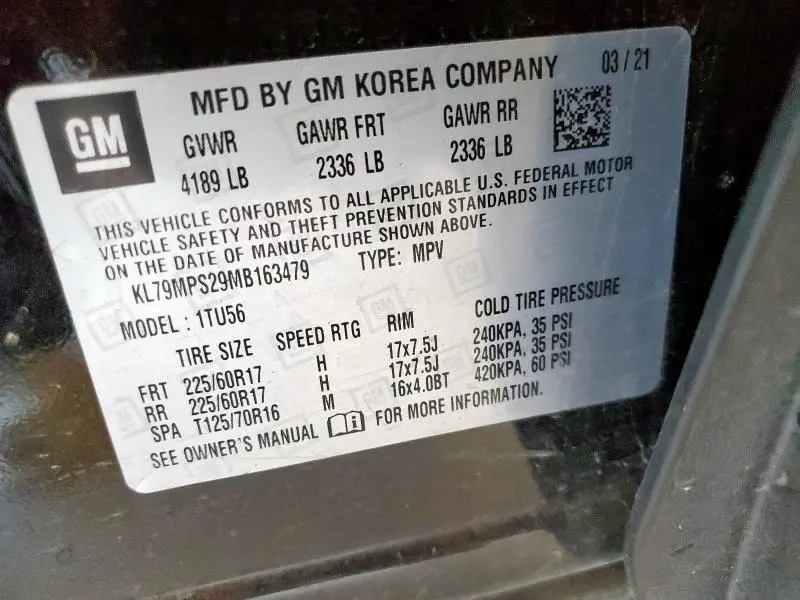 GM
MFD BY GM KOREA COMPANY 03 / 21
GVWR GAWR FRT GAWR RR
4189 LB 2336 LB 2336 LB
THIS VEHICLE CONFORMS TO ALL APPLICABLE U.S. FEDERAL MOTOR
VEHICLE SAFETY AND THEFT PREVENTION STANDARDS IN EFFECT
ON THE DATE OF MANUFACTURE SHOWN ABOVE.
KL79MPS29MB163479 TYPE: MPV
MODEL : 1TU56
TIRE SIZE SPEED RTG RIM COLD TIRE PRESSURE
FRT 225/60R17 H 17x7.5J 240KPA, 35 PSI
RR 225/60R17 H 17x7.5J 240KPA, 35 PSI
SPA T125/70R16 M 16x4.0BT 420KPA, 60 PSI
SEE OWNER'S MANUAL i FOR MORE INFORMATION.